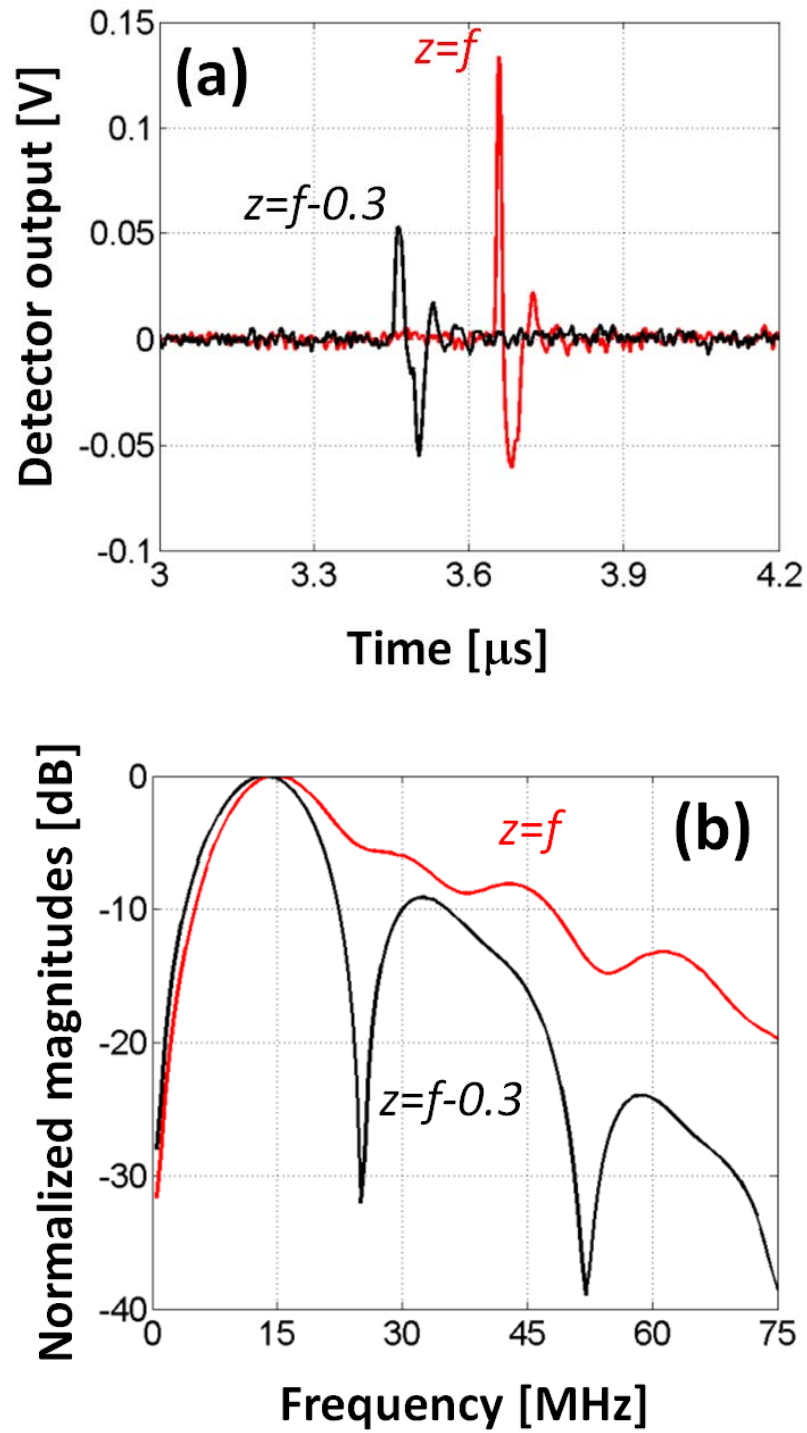 (a)
z=f
z=f-0.3
Detector output [V]
0.15
0.1
0.05
0
-0.05
-0.1
3
3.3
3.6
3.9
4.2
Time [μs]
(b)
z=f
z=f-0.3
Normalized magnitudes [dB]
0
-10
-20
-30
-40
0
15
30
45
60
75
Frequency [MHz]